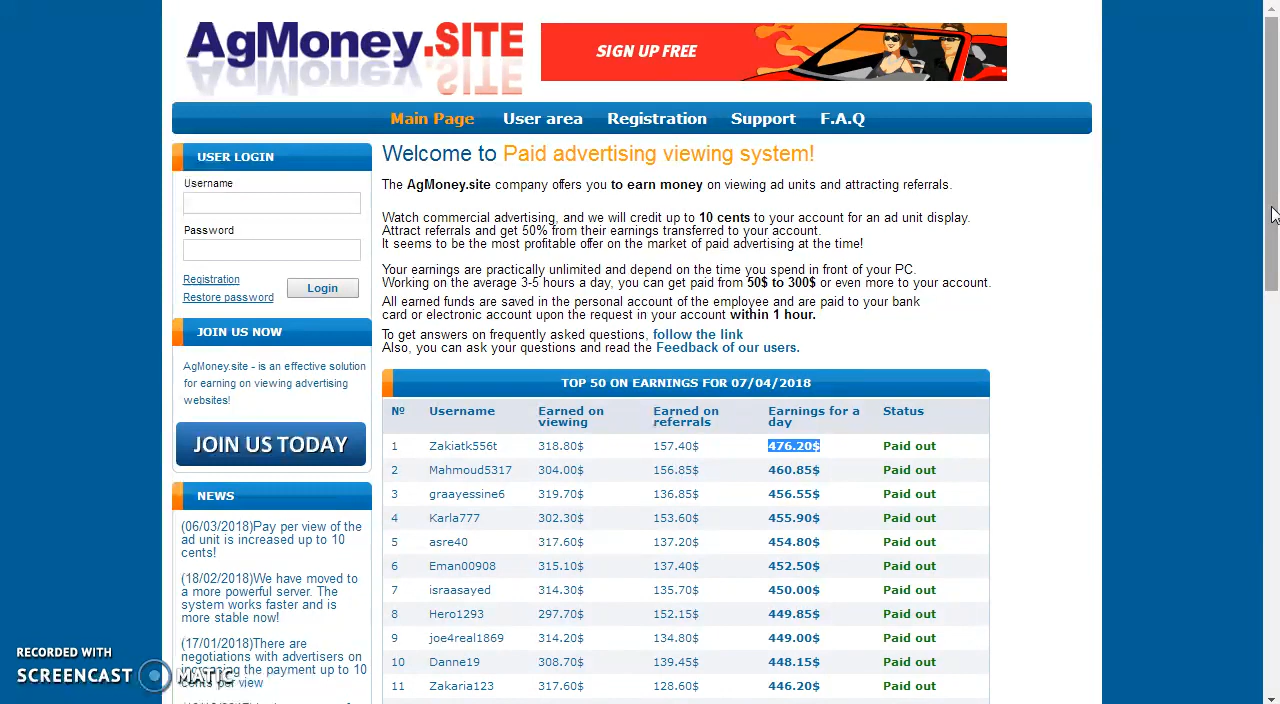 AgMoney.SITE
SIGN UP FREE
Main Page User area Registration Support F.A.Q
USER LOGIN
Username
Password
Registration
Restore password
Login
JOIN US NOW
AgMoney.site - is an effective solution
for earning on viewing advertising
websites!
JOIN US TODAY
NEWS
(06/03/2018)Pay per view of the
ad unit is increased up to 10
cents!
(18/02/2018)We have moved to
a more powerful server. The
system works faster and is
more stable now!
(17/01/2018)There are
negotiations with advertisers on
increasing the payment up to 10
cents per view
Welcome to Paid advertising viewing system!
The AgMoney.site company offers you to earn money on viewing ad units and attracting referrals.
Watch commercial advertising, and we will credit up to 10 cents to your account for an ad unit display.
Attract referrals and get 50% from their earnings transferred to your account.
It seems to be the most profitable offer on the market of paid advertising at the time!
Your earnings are practically unlimited and depend on the time you spend in front of your PC.
Working on the average 3-5 hours a day, you can get paid from 50$ to 300$ or even more to your account.
All earned funds are saved in the personal account of the employee and are paid to your bank
card or electronic account upon the request in your account within 1 hour.
To get answers on frequently asked questions, follow the link
Also, you can ask your questions and read the Feedback of our users.
TOP 50 ON EARNINGS FOR 07/04/2018
№ Username Earned on viewing Earned on referrals Earnings for a day Status
1 Zakiatk556t 318.80$ 157.40$ 476.20$ Paid out
2 Mahmoud5317 304.00$ 156.85$ 460.85$ Paid out
3 graayessine6 319.70$ 136.85$ 456.55$ Paid out
4 Karla777 302.30$ 153.60$ 455.90$ Paid out
5 asre40 317.60$ 137.20$ 454.80$ Paid out
6 Eman00908 315.10$ 137.40$ 452.50$ Paid out
7 israasayed 314.30$ 135.70$ 450.00$ Paid out
8 Hero1293 297.70$ 152.15$ 449.85$ Paid out
9 joe4real1869 314.20$ 134.80$ 449.00$ Paid out
10 Danne19 308.70$ 139.45$ 448.15$ Paid out
11 Zakaria123 317.60$ 128.60$ 446.20$ Paid out
RECORDED WITH
SCREENCAST MATIC